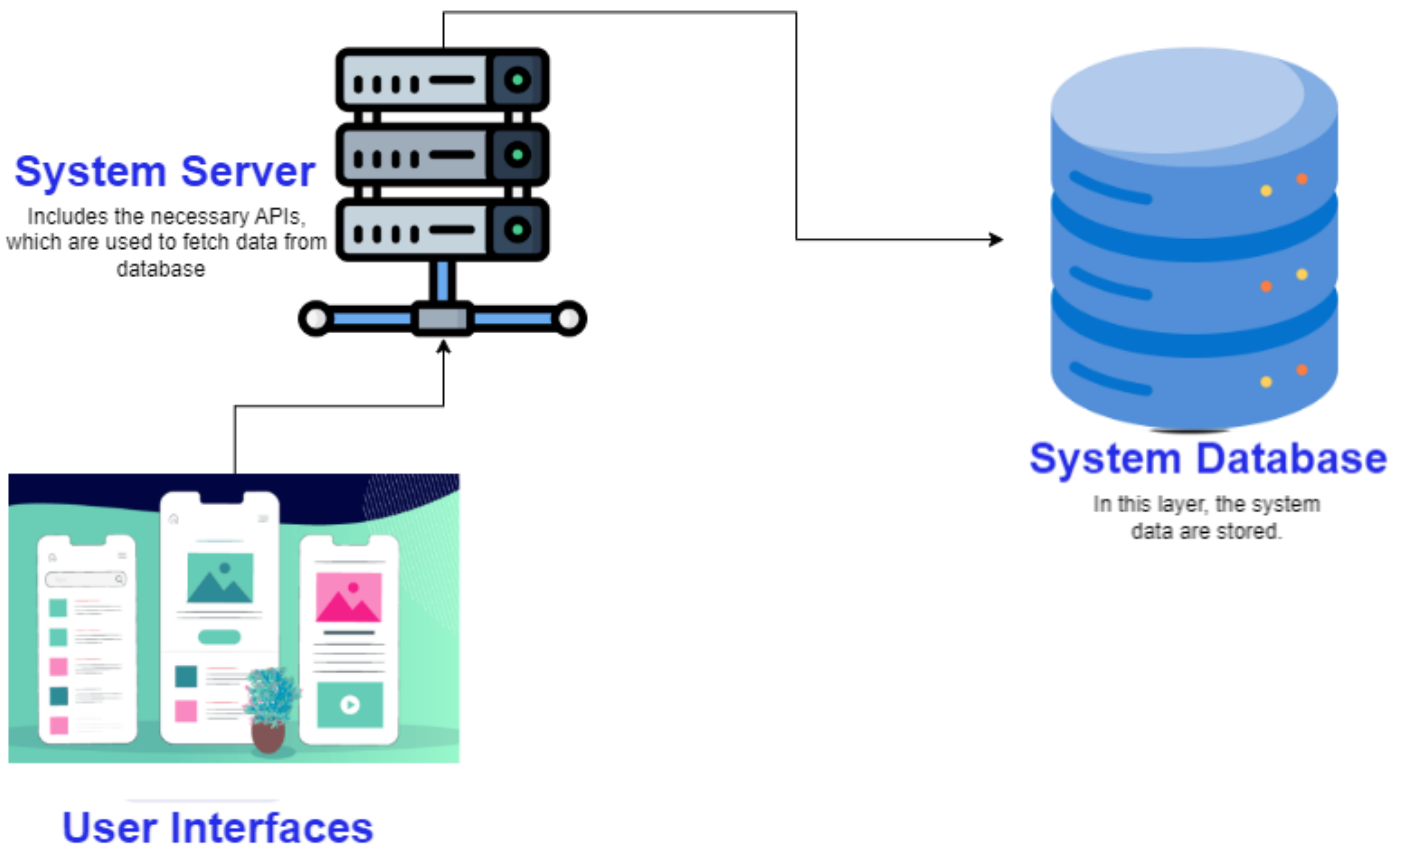 System Server
Includes the necessary APIs,
which are used to fetch data from
database
System Database
In this layer, the system
data are stored.
User Interfaces